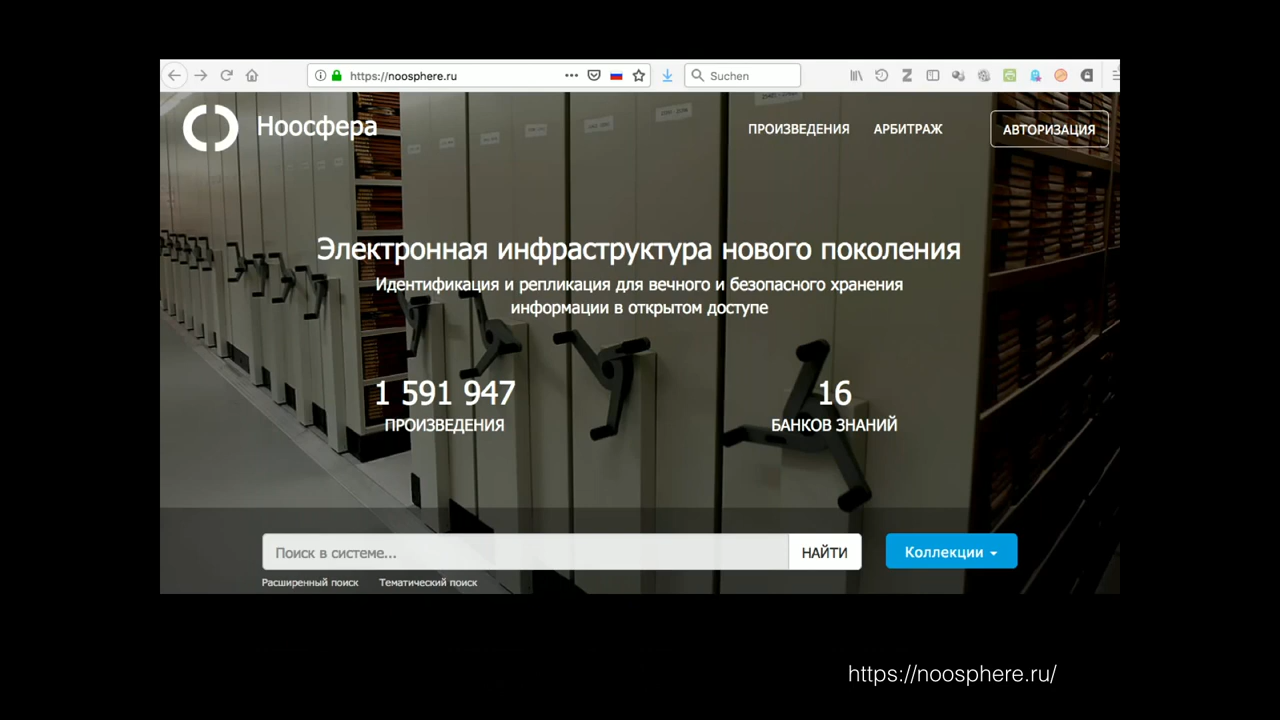 https://noosphere.ru
Suchen
Ноосфера
ПРОИЗВЕДЕНИЯ
АРБИТРАЖ
АВТОРИЗАЦИЯ
Электронная инфраструктура нового поколения
Идентификация и репликация для вечного и безопасного хранения
информации в открытом доступе
1 591 947
16
ПРОИЗВЕДЕНИЯ
БАНКОВ ЗНАНИЙ
Поиск в системе...
НАЙТИ
Коллекции
Расширенный поиск
Тематический поиск
https://noosphere.ru/